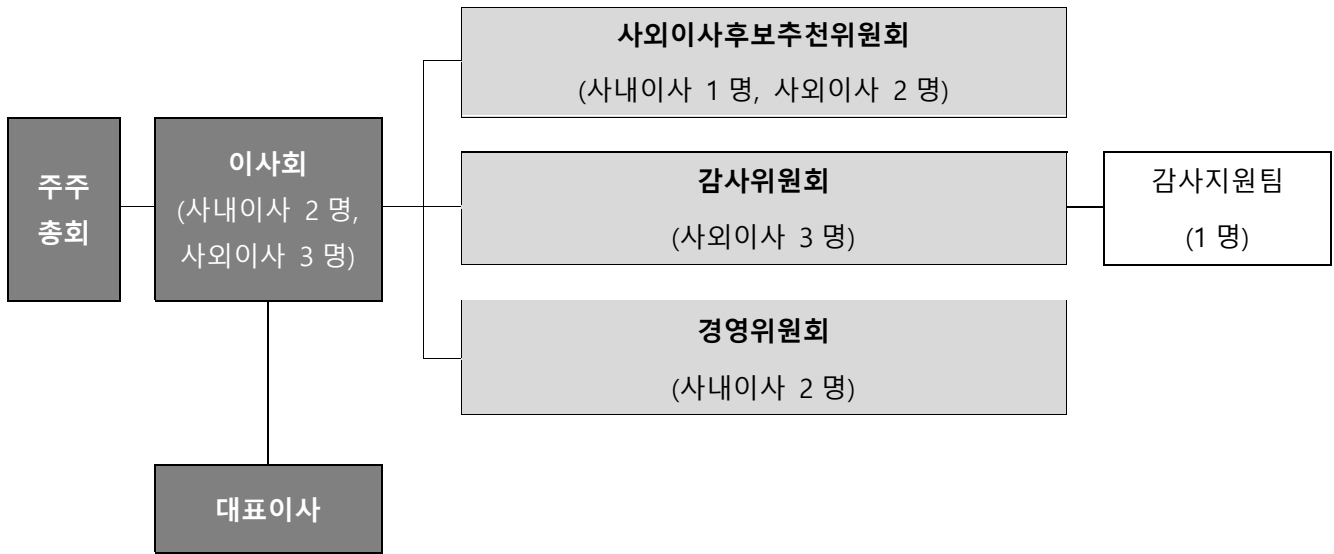 주주
총회
이사회
(사내이사 2 명,
사외이사 3 명)
대표이사
사외이사후보추천위원회
(사내이사 1 명, 사외이사 2 명)
감사위원회
(사외이사 3 명)
경영위원회
(사내이사 2 명)
감사지원팀
(1 명)